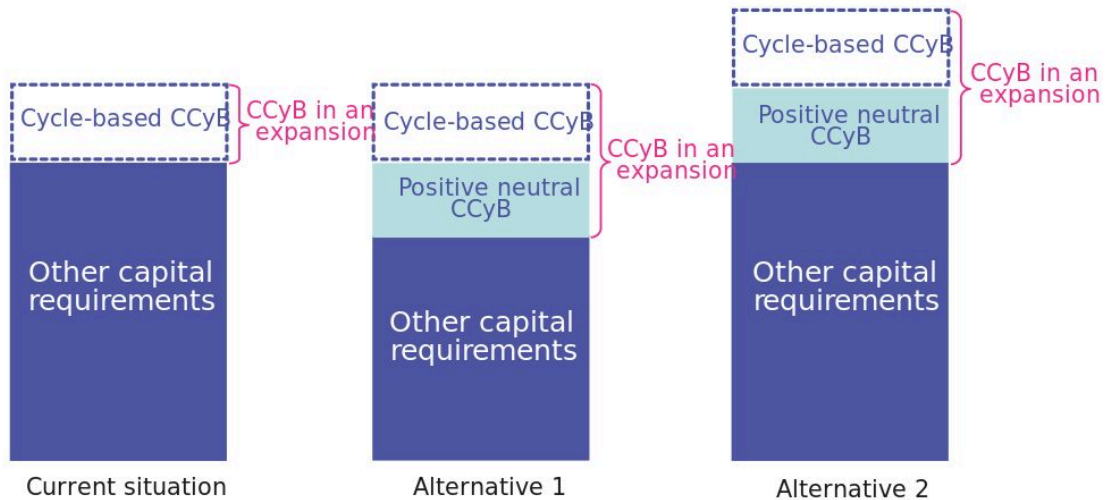 Cycle-based CCyB
CCyB in an
expansion
Other capital
requirements
Current situation
Cycle-based CCyB
CCyB in an
expansion
Positive neutral
CCyB
Other capital
requirements
Alternative 1
Cycle-based CCyB
CCyB in an
expansion
Positive neutral
CCyB
Other capital
requirements
Alternative 2